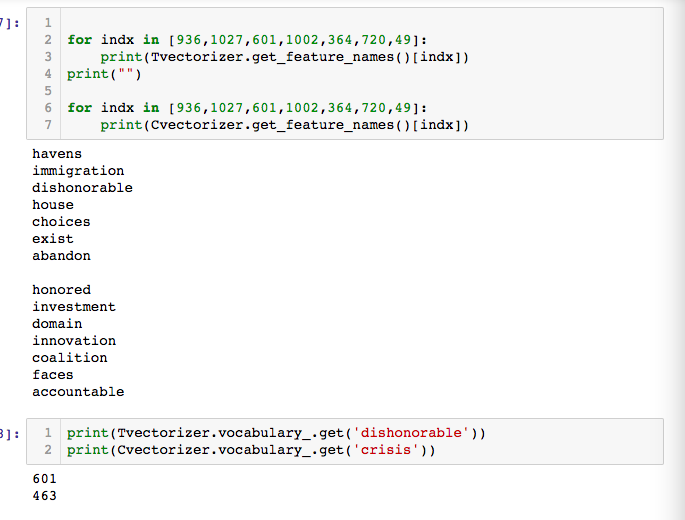 7]:
1
2 for indx in [936,1027,601,1002,364,720,49]:
3     print(Tvectorizer.get_feature_names()[indx])
4 print("")
5
6 for indx in [936,1027,601,1002,364,720,49]:
7     print(Cvectorizer.get_feature_names()[indx])
havens
immigration
dishonorable
house
choices
exist
abandon

honored
investment
domain
innovation
coalition
faces
accountable
8]:
1 print(Tvectorizer.vocabulary_.get('dishonorable'))
2 print(Cvectorizer.vocabulary_.get('crisis'))
601
463